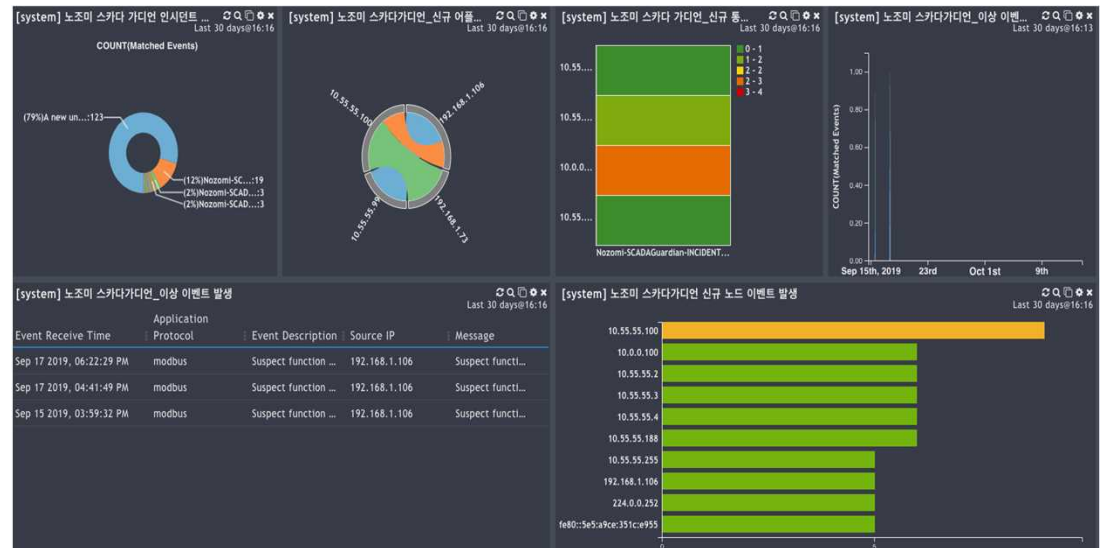 [system] 노조미 스카다 가디언 인시던트 ...
Last 30 days@16:16
COUNT(Matched Events)
(79%)A new un...:123
(12%)Nozomi-SC...:19
(2%)Nozomi-SCAD...:3
(2%)Nozomi-SCAD...:3
[system] 노조미 스카다가디언_신규 어플...
Last 30 days@16:16
10.55.55.100
192.168.1.106
10.55.55.99
192.168.1.73
[system] 노조미 스카다 가디언_신규 통...
Last 30 days@16:16
0 - 1
1 - 2
2 - 2
2 - 3
3 - 4
10.55....
10.55....
10.0.0...
10.55....
Nozomi-SCADAGuardian-INCIDENT...
[system] 노조미 스카다가디언_이상 이벤...
Last 30 days@16:13
COUNT(Matched Events)
1.00
0.80
0.60
0.40
0.20
0.00
Sep 15th, 2019 23rd Oct 1st 9th
[system] 노조미 스카다가디언_이상 이벤트 발생
Last 30 days@16:16
Event Receive Time Application Protocol Event Description Source IP Message
Sep 17 2019, 06:22:29 PM modbus Suspect function ... 192.168.1.106 Suspect functi...
Sep 17 2019, 04:41:49 PM modbus Suspect function ... 192.168.1.106 Suspect functi...
Sep 15 2019, 03:59:32 PM modbus Suspect function ... 192.168.1.106 Suspect functi...
[system] 노조미 스카다가디언 신규 노드 이벤트 발생
Last 30 days@16:16
10.55.55.100
10.0.0.100
10.55.55.2
10.55.55.3
10.55.55.4
10.55.55.188
10.55.55.255
192.168.1.106
224.0.0.252
fe80::5e5:a9ce:351c:e955
0 5